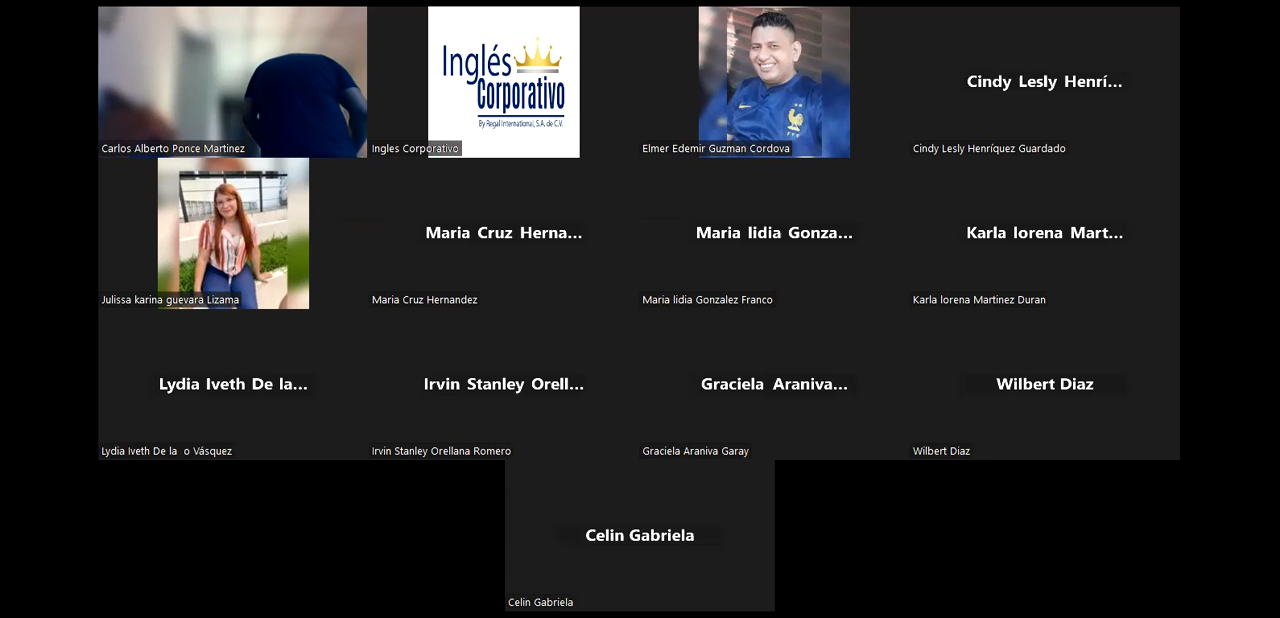 Inglés
Corporativo
By Regal International, S.A. de C.V.
Cindy Lesly Henrí...
Carlos Alberto Ponce Martinez
Ingles Corporativo
Elmer Edemir Guzman Cordova
Cindy Lesly Henríquez Guardado
Maria Cruz Herna...
Maria lidia Gonza...
Karla lorena Mart...
Julissa karina guevara Lizama
Maria Cruz Hernandez
Maria lidia Gonzalez Franco
Karla lorena Martinez Duran
Lydia Iveth De la...
Irvin Stanley Orell...
Graciela Araniva...
Wilbert Diaz
Lydia Iveth De la o Vásquez
Irvin Stanley Orellana Romero
Graciela Araniva Garay
Wilbert Diaz
Celin Gabriela
Celin Gabriela